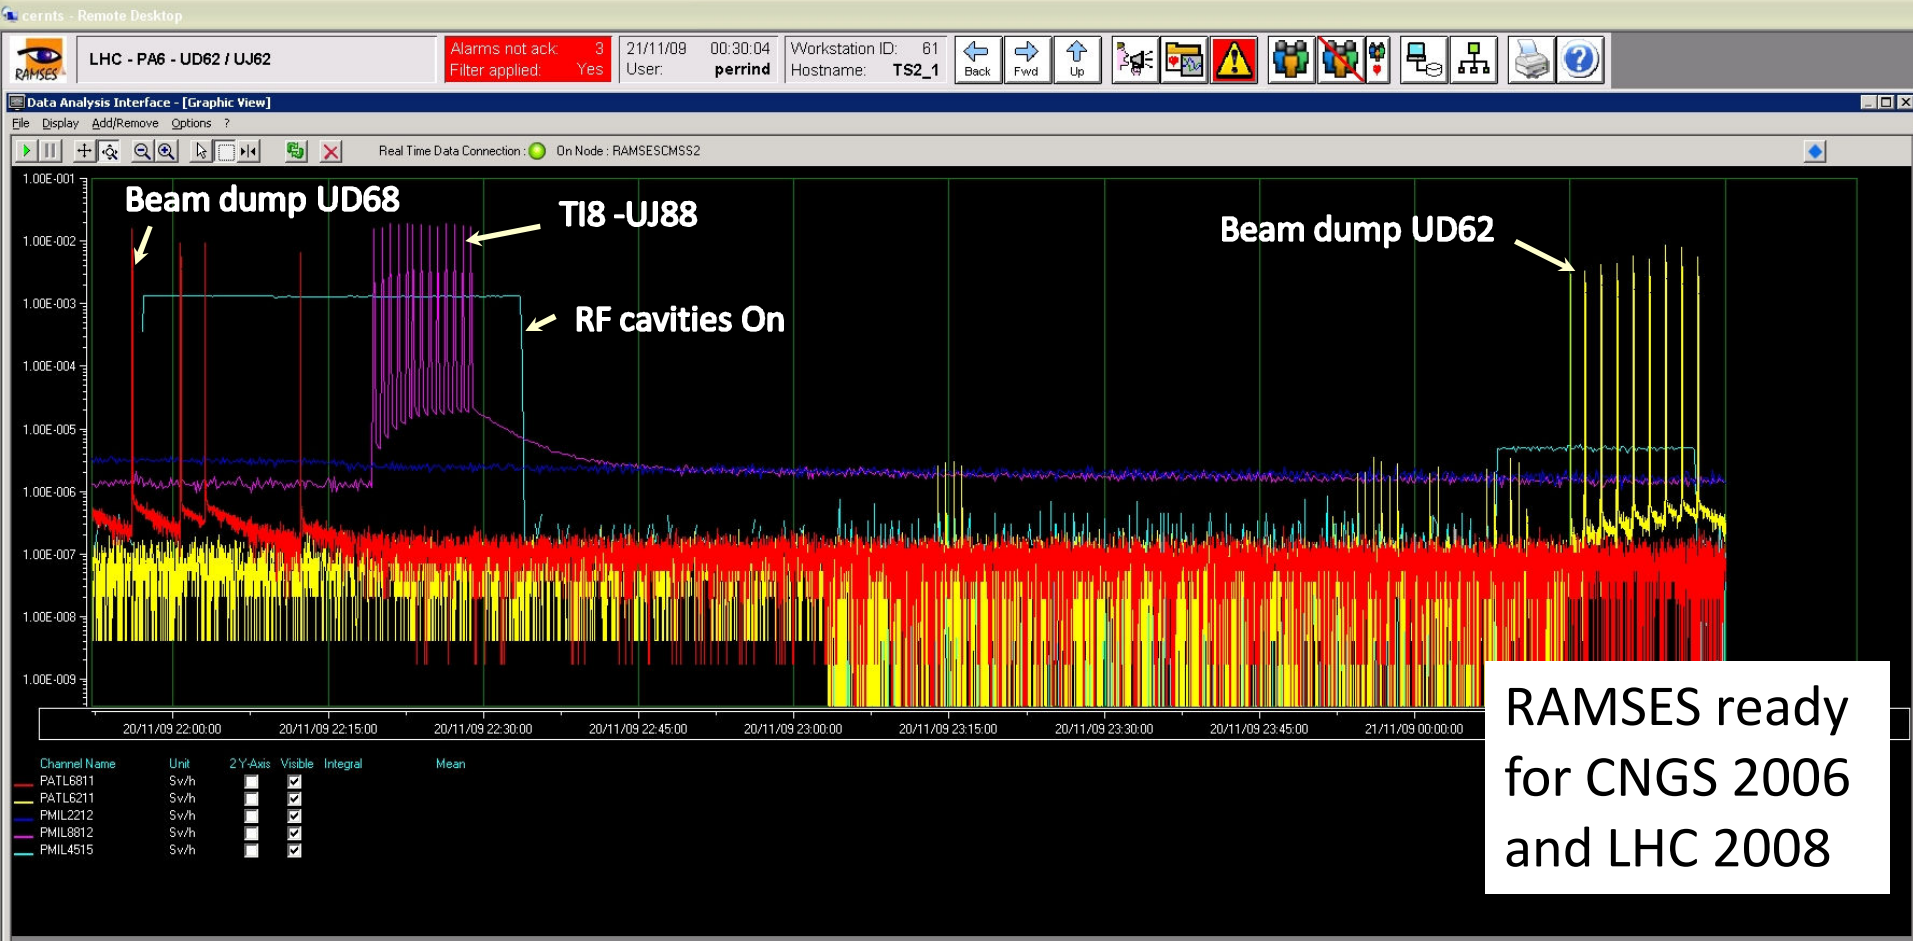 cernts - Remote Desktop
RAMSES
LHC - PA6 - UD62 / UJ62
Alarms not ack: 3
Filter applied: Yes
21/11/09 00:30:04
User: perrind
Workstation ID: 61
Hostname: TS2_1
Back
Fwd
Up
Data Analysis Interface - [Graphic View]
File Display Add/Remove Options ?
Real Time Data Connection : On Node : RAMSESCMSS2
1.00E-001
1.00E-002
1.00E-003
1.00E-004
1.00E-005
1.00E-006
1.00E-007
1.00E-008
1.00E-009
Beam dump UD68
TI8 -UJ88
RF cavities On
Beam dump UD62
20/11/09 22:00:00
20/11/09 22:15:00
20/11/09 22:30:00
20/11/09 22:45:00
20/11/09 23:00:00
20/11/09 23:15:00
20/11/09 23:30:00
20/11/09 23:45:00
21/11/09 00:00:00
RAMSES ready
for CNGS 2006
and LHC 2008
Channel Name Unit 2 Y-Axis Visible Integral Mean
PATL6811 Sv/h
PATL6211 Sv/h
PMIL2212 Sv/h
PMIL8812 Sv/h
PMIL4515 Sv/h